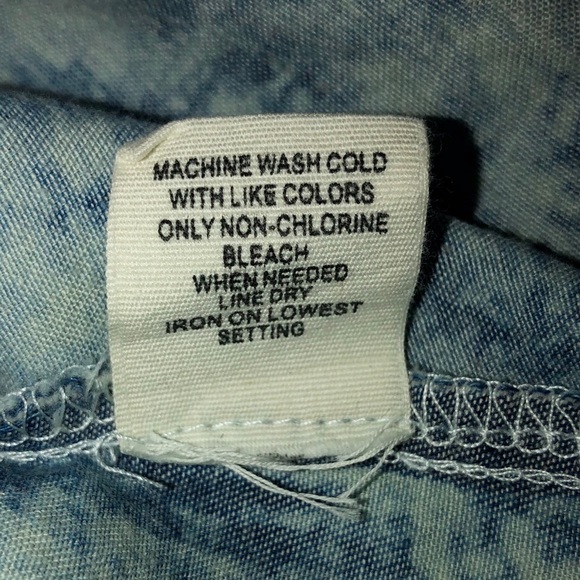 MACHINE WASH COLD
WITH LIKE COLORS
ONLY NON-CHLORINE
BLEACH
WHEN NEEDED
LINE DRY
IRON ON LOWEST
SETTING